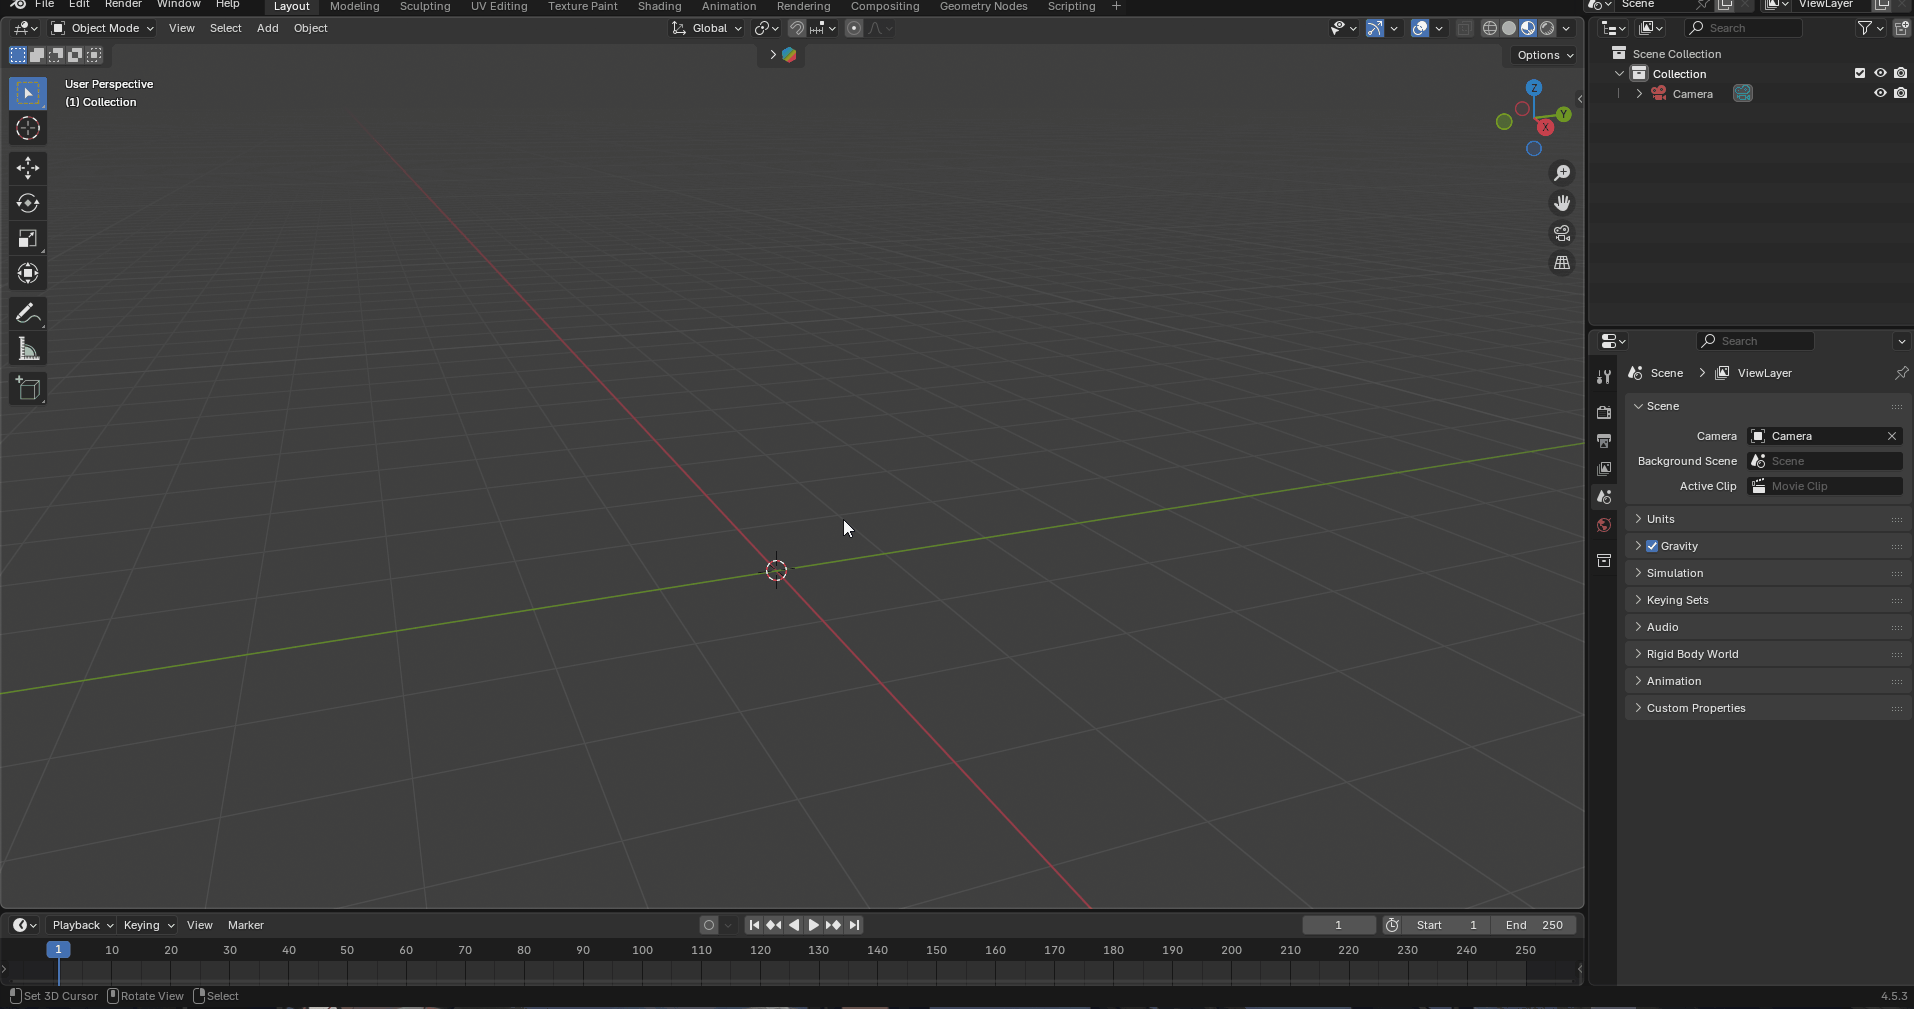 File Edit Render Window Help Layout Modeling Sculpting UV Editing Texture Paint Shading Animation Rendering Compositing Geometry Nodes Scripting + Scene ViewLayer
Object Mode View Select Add Object Global Search
Options
User Perspective
(1) Collection
Z
Y
X
Scene Collection
Collection
Camera
Search
Scene ViewLayer
Scene
Camera Camera
Background Scene Scene
Active Clip Movie Clip
Units
Gravity
Simulation
Keying Sets
Audio
Rigid Body World
Animation
Custom Properties
Playback Keying View Marker 1 Start 1 End 250
1 10 20 30 40 50 60 70 80 90 100 110 120 130 140 150 160 170 180 190 200 210 220 230 240 250
Set 3D Cursor Rotate View Select 4.5.3